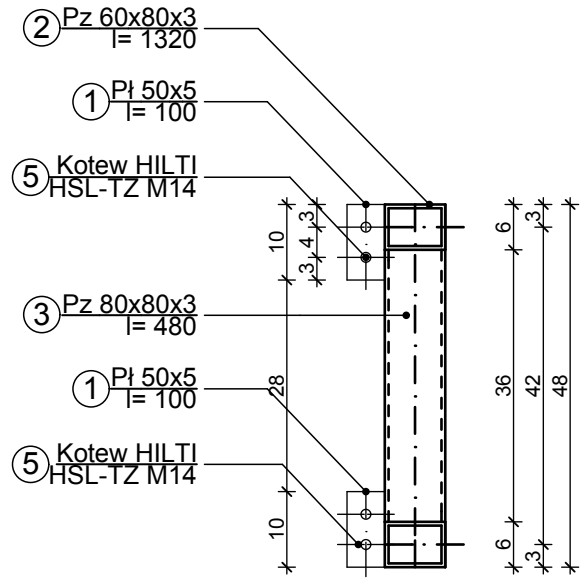 2 Pz 60x80x3
l= 1320
1 Pł 50x5
l= 100
5 Kotew HILTI
HSL-TZ M14
3 Pz 80x80x3
l= 480
1 Pł 50x5
l= 100
5 Kotew HILTI
HSL-TZ M14
10
28
10
3
4
3
6
36
6
3
42
3
48